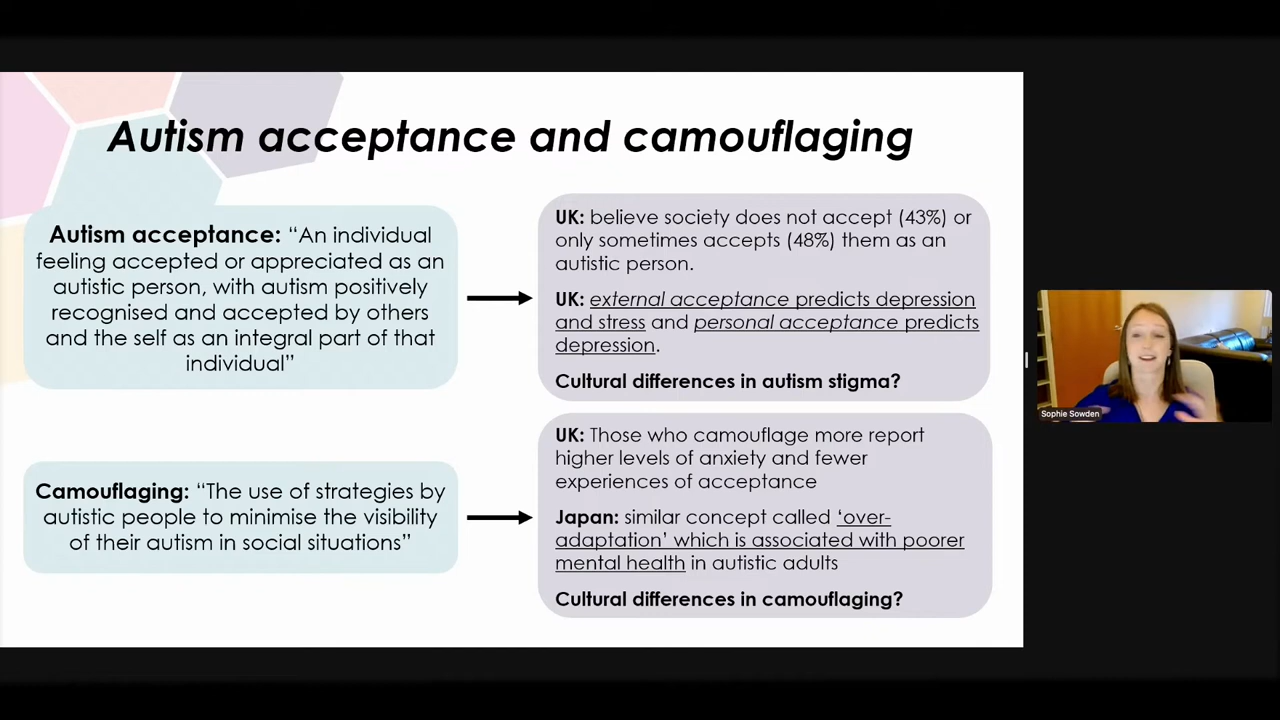 Autism acceptance and camouflaging
Autism acceptance: “An individual
feeling accepted or appreciated as an
autistic person, with autism positively
recognised and accepted by others
and the self as an integral part of that
individual”
UK: believe society does not accept (43%) or
only sometimes accepts (48%) them as an
autistic person.
UK: external acceptance predicts depression
and stress and personal acceptance predicts
depression.
Cultural differences in autism stigma?
Camouflaging: “The use of strategies by
autistic people to minimise the visibility
of their autism in social situations”
UK: Those who camouflage more report
higher levels of anxiety and fewer
experiences of acceptance
Japan: similar concept called ‘over-
adaptation’ which is associated with poorer
mental health in autistic adults
Cultural differences in camouflaging?
Sophie Sowden